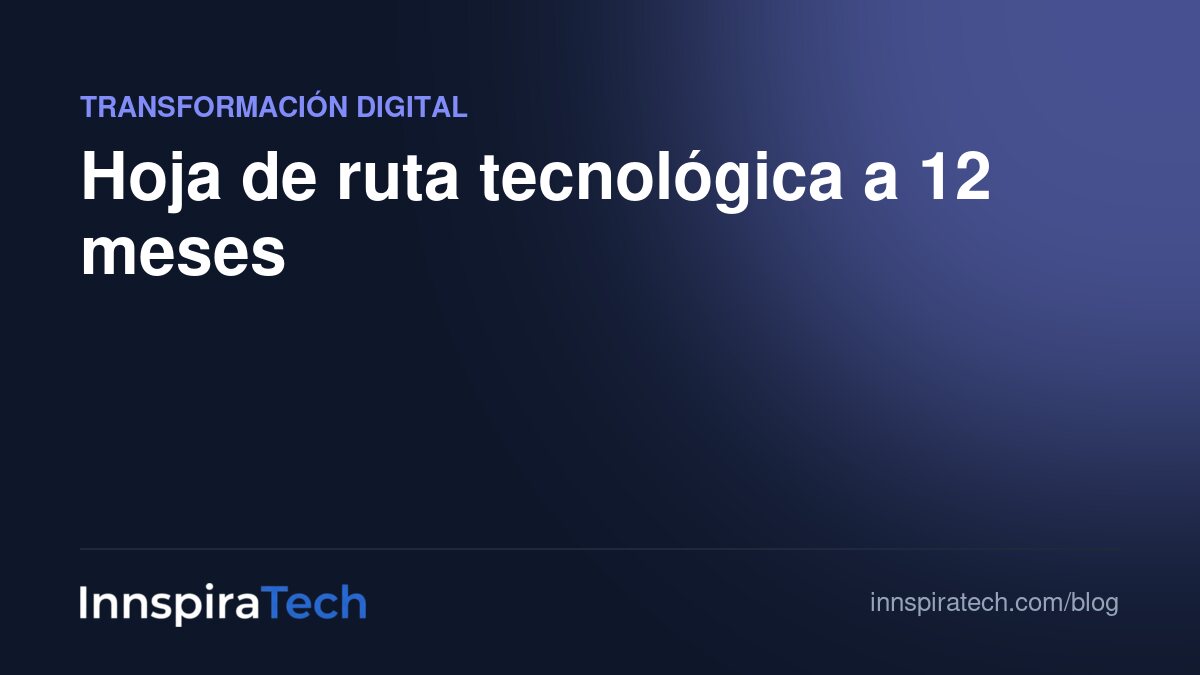 TRANSFORMACIÓN DIGITAL
Hoja de ruta tecnológica a 12
meses
InnspiraTech
innspiratech.com/blog